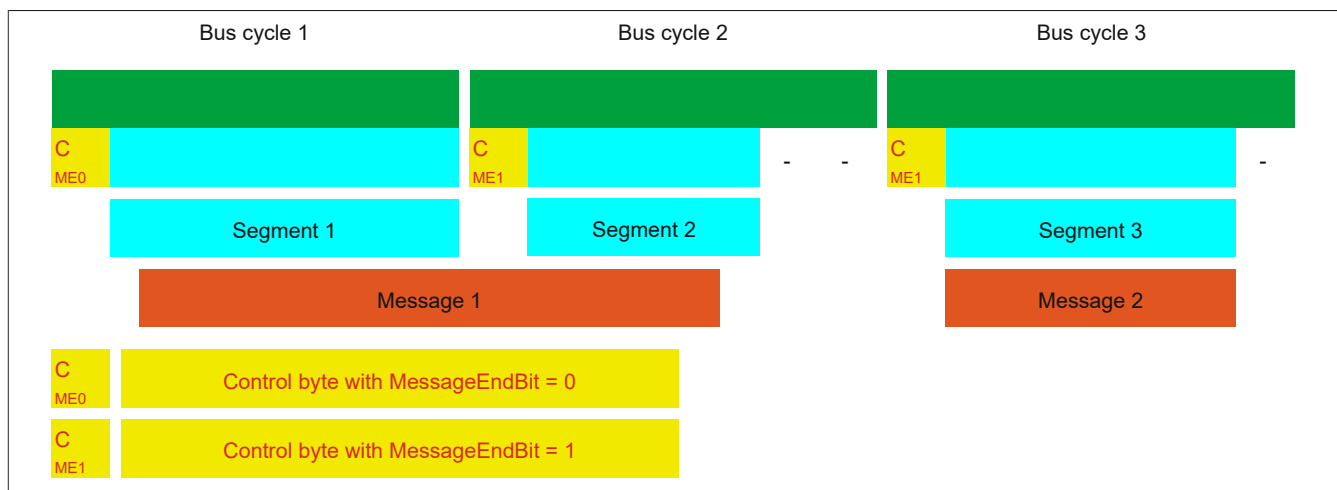 Bus cycle 1 Bus cycle 2 Bus cycle 3
C C - - C -
ME0 ME1 ME1
Segment 1 Segment 2 Segment 3
Message 1 Message 2
C Control byte with MessageEndBit = 0
ME0
C Control byte with MessageEndBit = 1
ME1